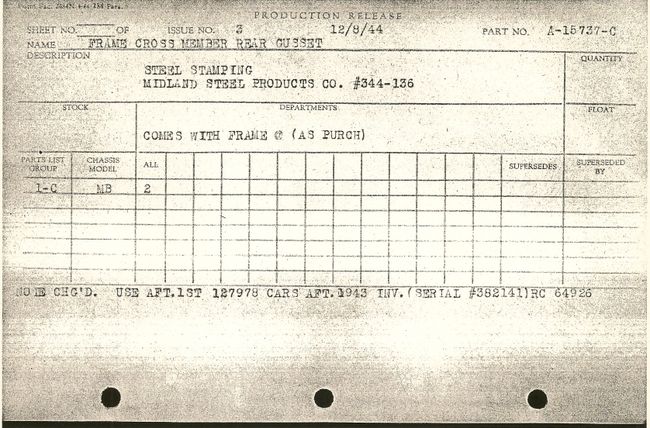 PRODUCTION RELEASE
SHEET NO. OF ISSUE NO. 3 12/8/44 PART NO. A-15737-C
NAME FRAME CROSS MEMBER REAR GUSSET
DESCRIPTION QUANTITY
STEEL STAMPING
MIDLAND STEEL PRODUCTS CO. #344-136
STOCK DEPARTMENTS FLOAT
COMES WITH FRAME @ (AS PURCH)
PARTS LIST GROUP CHASSIS MODEL ALL SUPERSEDES SUPERSEDED BY
1-C MB 2
NOTE CHG'D. USE AFT.1ST 127978 CARS AFT.1943 INV.(SERIAL #382141)RC 64926